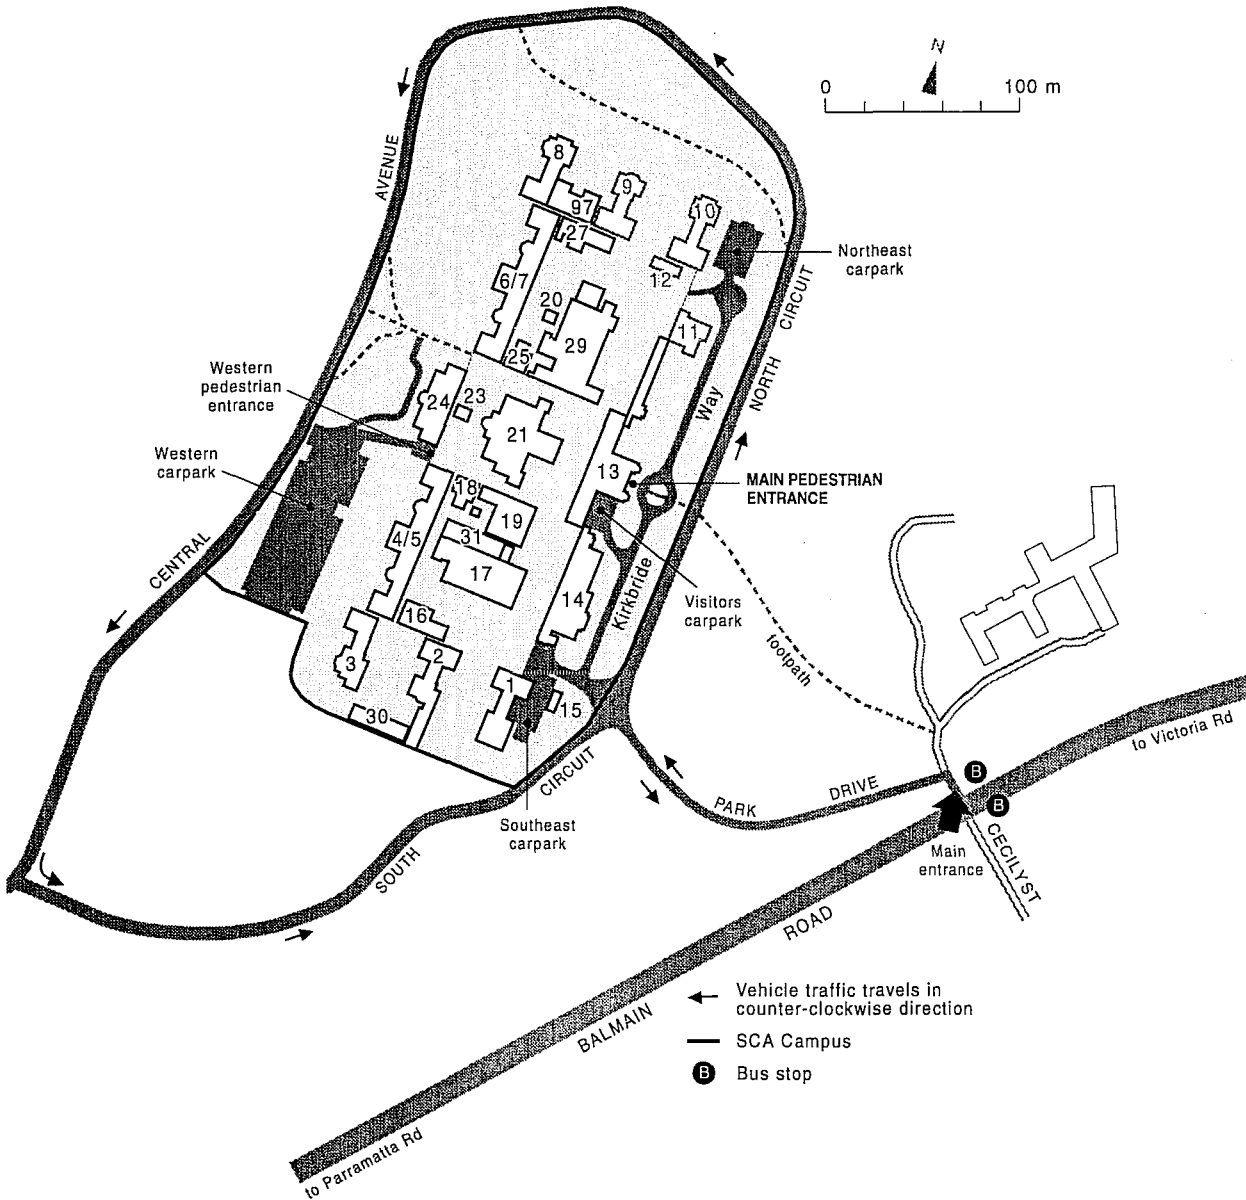 N
0
100 m
AVENUE
8
9
97
27
10
Northeast
carpark
6/7
12
CIRCUIT
20
11
29
25
NORTH
Western
pedestrian
entrance
24
23
Way
21
Western
carpark
13
MAIN PEDESTRIAN
ENTRANCE
18
19
4/5
31
17
CENTRAL
14
Kirkbride
Visitors
carpark
16
footpath
3
2
1
15
30
to Victoria Rd
CIRCUIT
PARK
DRIVE
B
B
Southeast
carpark
Main
entrance
CECILY ST
SOUTH
ROAD
BALMAIN
Vehicle traffic travels in
counter-clockwise direction
SCA Campus
B
Bus stop
to Parramatta Rd